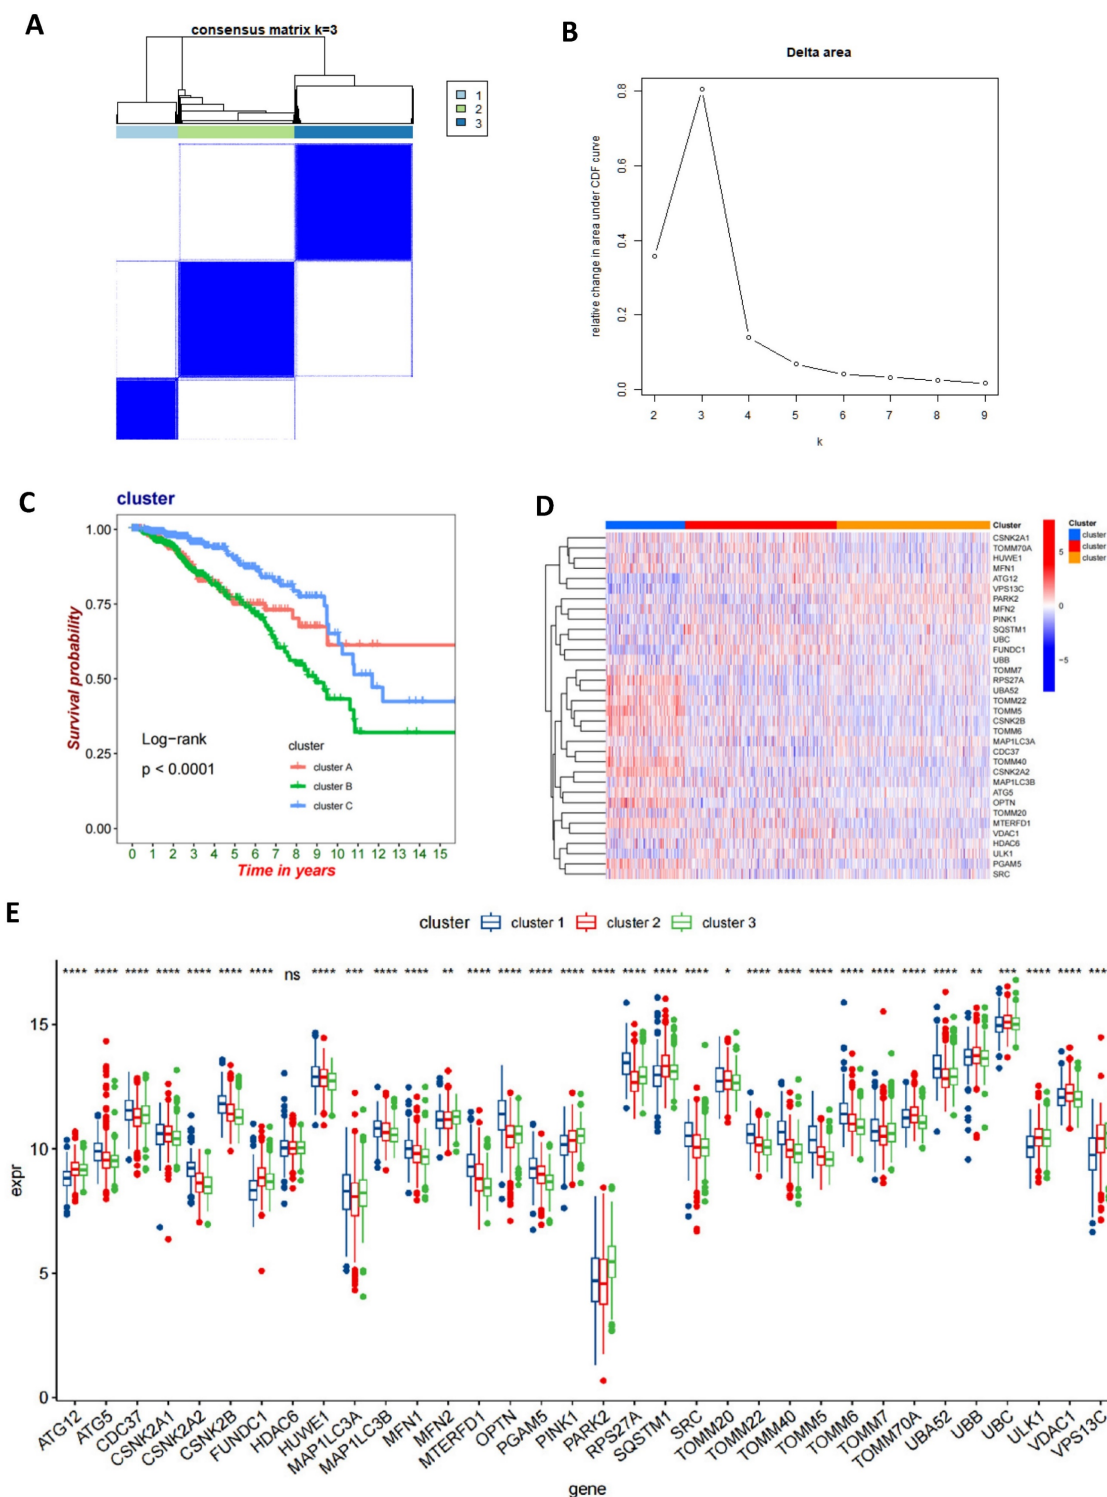 A
consensus matrix k=3
1
2
3
B
Delta area
relative change in area under CDF curve
0.8
0.6
0.4
0.2
0.0
2 3 4 5 6 7 8 9
k
C
cluster
Survival probability
1.00
0.75
0.50
0.25
0.00
Log-rank
p < 0.0001
cluster
cluster A
cluster B
cluster C
0 1 2 3 4 5 6 7 8 9 10 11 12 13 14 15
Time in years
D
Cluster
CSNK2A1
TOMM70A
HUWE1
MFN1
ATG12
VPS13C
PARK2
MFN2
PINK1
SQSTM1
UBC
FUNDC1
UBB
TOMM7
RPS27A
UBA52
TOMM22
TOMM5
CSNK2B
TOMM6
MAP1LC3A
CDC37
TOMM40
CSNK2A2
MAP1LC3B
ATG5
OPTN
TOMM20
MTERFD1
VDAC1
HDAC6
ULK1
PGAM5
SRC
5
0
−5
Cluster
cluster
cluster
cluster
E
cluster cluster 1 cluster 2 cluster 3
**** **** **** **** **** **** **** ns **** *** **** **** ** **** **** **** **** **** **** **** **** * **** **** **** **** **** **** **** ** *** **** **** ***
expr
15
10
5
0
ATG12 ATG5 CDC37 CSNK2A1 CSNK2A2 CSNK2B FUNDC1 HDAC6 HUWE1 MAP1LC3A MAP1LC3B MFN1 MFN2 MTERFD1 OPTN PGAM5 PINK1 PARK2 RPS27A SQSTM1 SRC TOMM20 TOMM22 TOMM40 TOMM5 TOMM6 TOMM7 TOMM70A UBA52 UBB UBC ULK1 VDAC1 VPS13C
gene